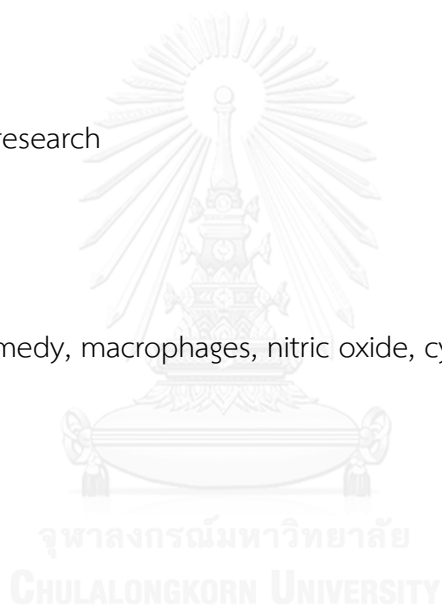 research
medy, macrophages, nitric oxide, cy
จุฬาลงกรณ์มหาวิทยาลัย
CHULALONGKORN UNIVERSITY